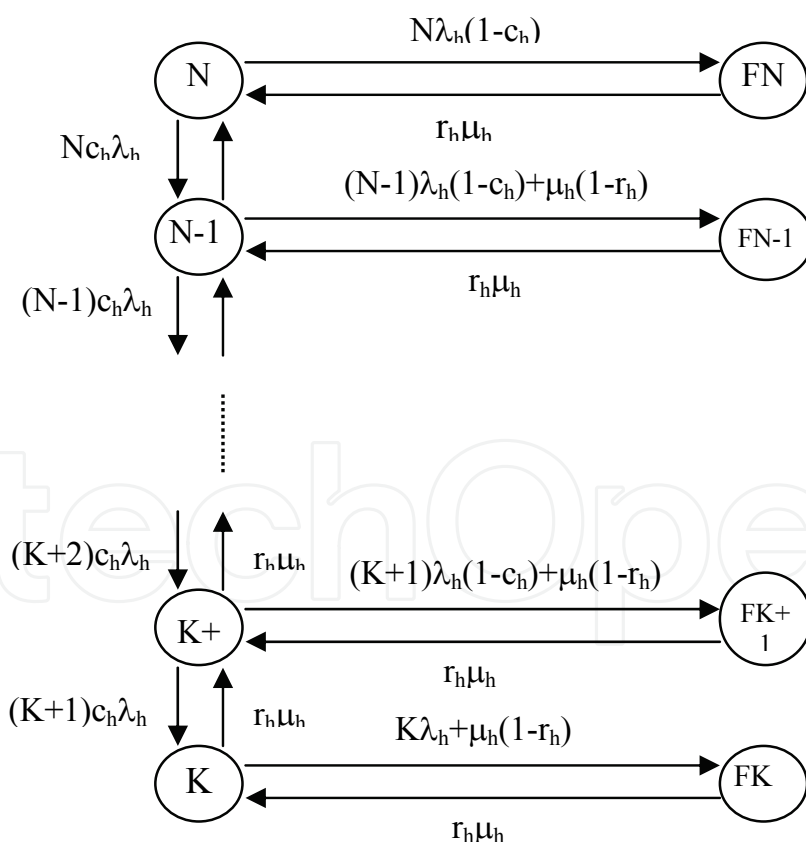 Nλₕ(1-cₕ)
N
FN
rₕμₕ
Ncₕλₕ
(N-1)λₕ(1-cₕ)+μₕ(1-rₕ)
N-1
FN-1
rₕμₕ
(N-1)cₕλₕ
techOpe
(K+2)cₕλₕ
rₕμₕ
(K+1)λₕ(1-cₕ)+μₕ(1-rₕ)
K+
FK+
1
rₕμₕ
(K+1)cₕλₕ
rₕμₕ
Kλₕ+μₕ(1-rₕ)
K
FK
rₕμₕ